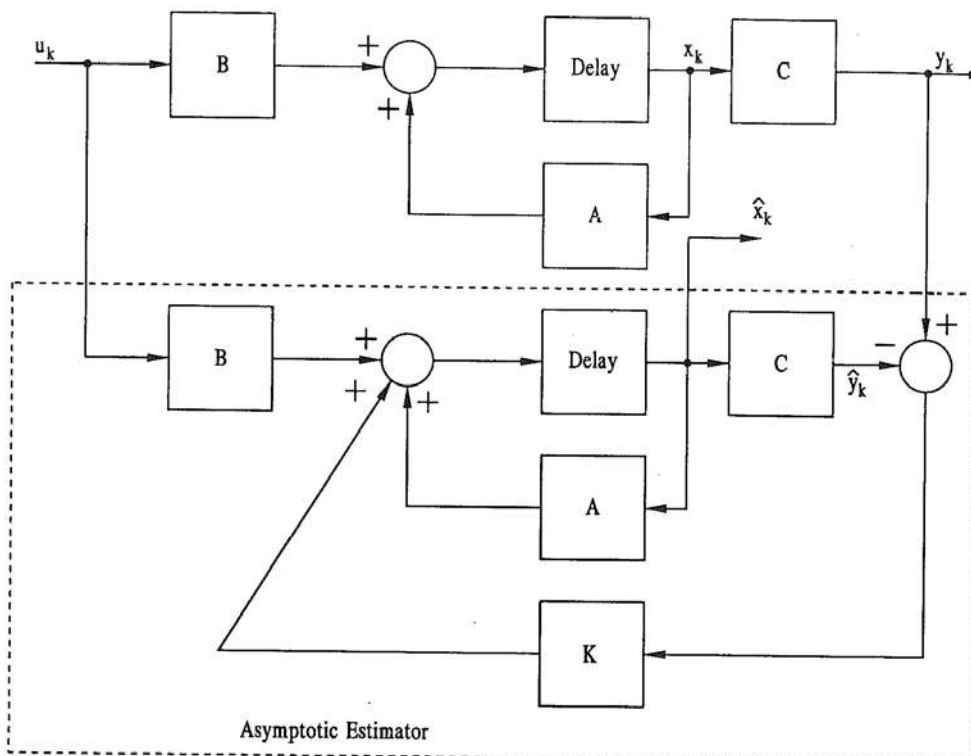 u_k
B
+
+
Delay
x_k
C
y_k
A
x̂_k
B
+
+
+
Delay
C
ŷ_k
−
+
A
K
Asymptotic Estimator